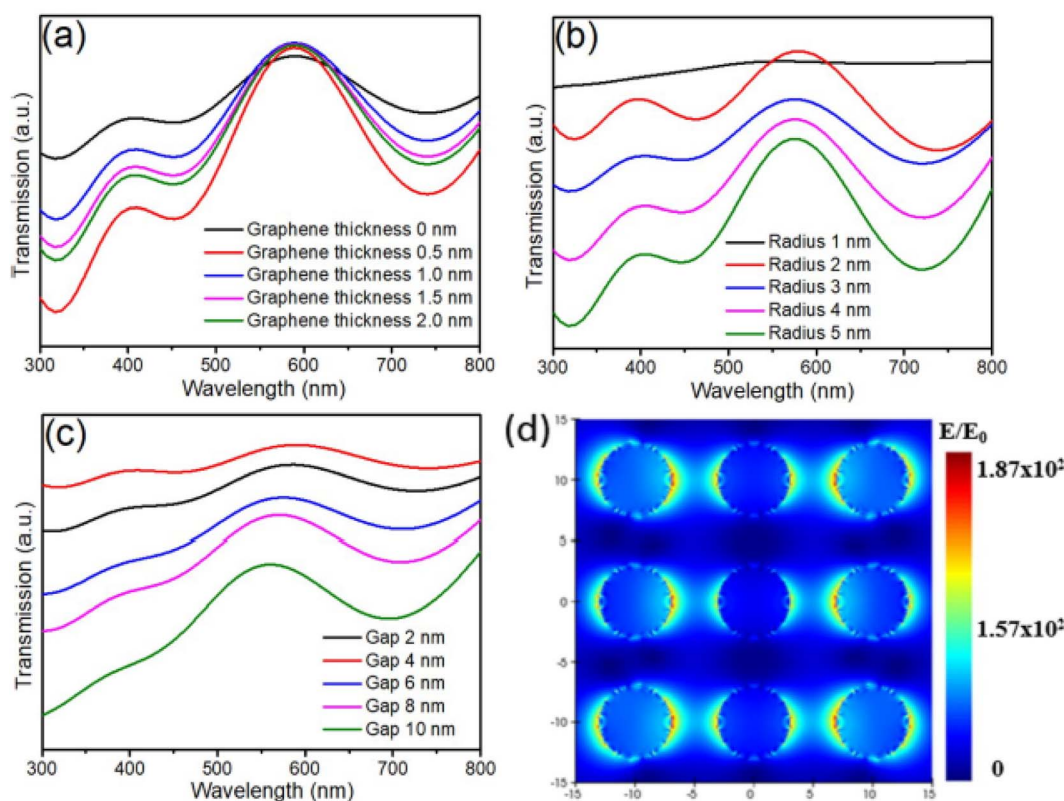 (a)
Transmission (a.u.)
Graphene thickness 0 nm
Graphene thickness 0.5 nm
Graphene thickness 1.0 nm
Graphene thickness 1.5 nm
Graphene thickness 2.0 nm
300 400 500 600 700 800
Wavelength (nm)
(b)
Transmission (a.u.)
Radius 1 nm
Radius 2 nm
Radius 3 nm
Radius 4 nm
Radius 5 nm
300 400 500 600 700 800
Wavelength (nm)
(c)
Transmission (a.u.)
Gap 2 nm
Gap 4 nm
Gap 6 nm
Gap 8 nm
Gap 10 nm
300 400 500 600 700 800
Wavelength (nm)
(d)
15
10
5
0
-5
-10
-15
-15 -10 -5 0 5 10 15
E/E₀
1.87x10²
1.57x10²
0